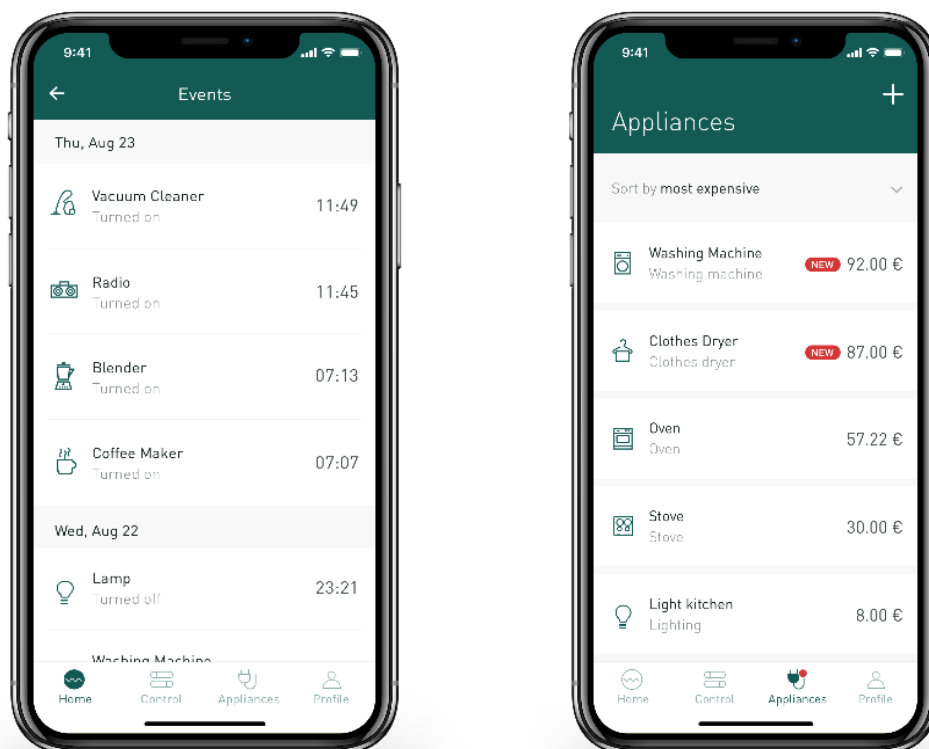 9:41
Events
Thu, Aug 23
Vacuum Cleaner
Turned on
11:49
Radio
Turned on
11:45
Blender
Turned on
07:13
Coffee Maker
Turned on
07:07
Wed, Aug 22
Lamp
Turned off
23:21
Washing Machine
Home
Control
Appliances
Profile
9:41
Appliances
Sort by most expensive
Washing Machine
Washing machine
NEW 92.00 €
Clothes Dryer
Clothes dryer
NEW 87.00 €
Oven
Oven
57.22 €
Stove
Stove
30.00 €
Light kitchen
Lighting
8.00 €
Home
Control
Appliances
Profile